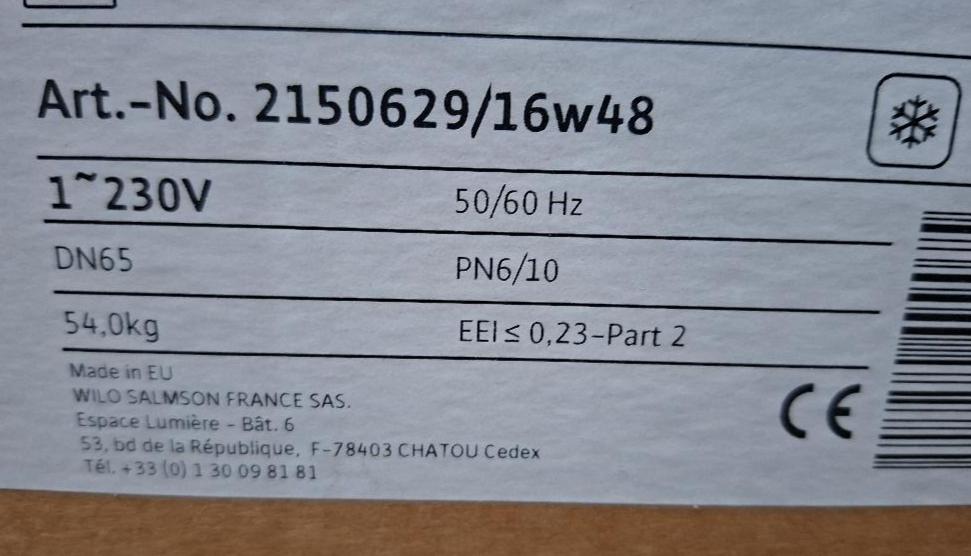 Art.-No. 2150629/16w48
1~230V 50/60 Hz
DN65 PN6/10
54,0kg EEI ≤ 0,23-Part 2
Made in EU
WILO SALMSON FRANCE SAS.
Espace Lumière - Bât. 6
53, bd de la République, F-78403 CHATOU Cedex
Tél. +33 (0) 1 30 09 81 81
CE